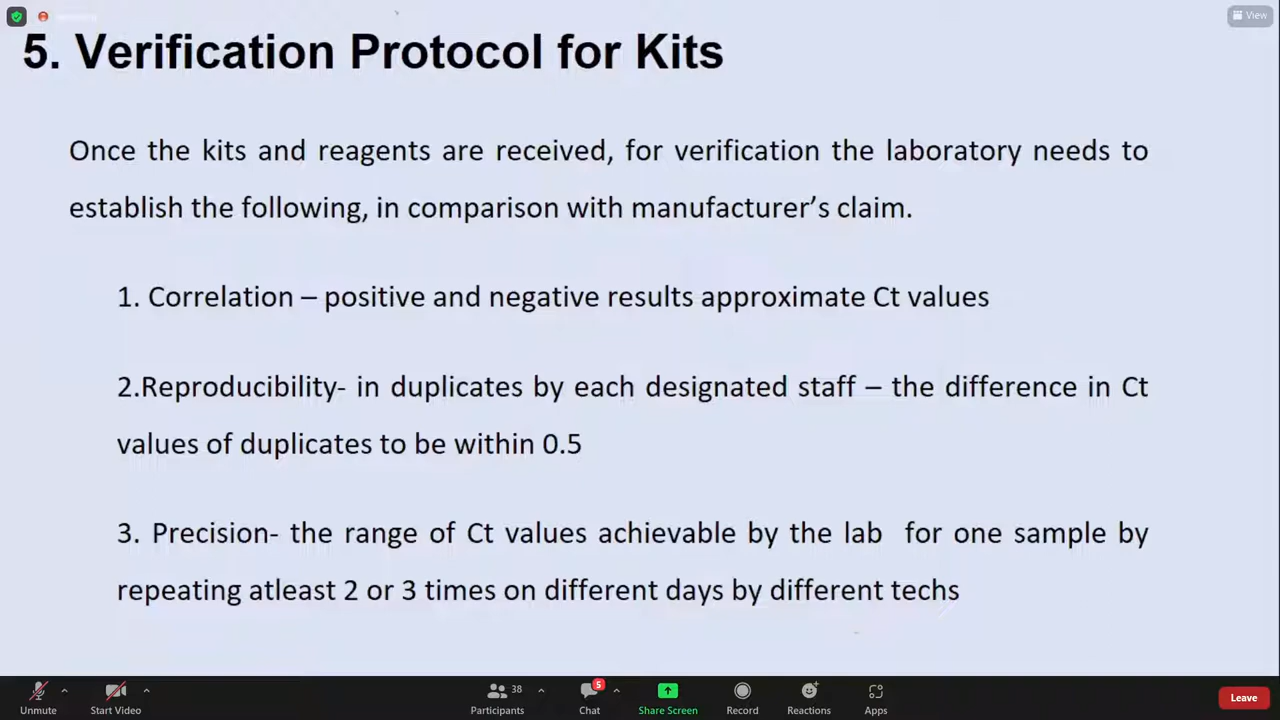 View
5. Verification Protocol for Kits
Once the kits and reagents are received, for verification the laboratory needs to
establish the following, in comparison with manufacturer’s claim.
1. Correlation – positive and negative results approximate Ct values
2.Reproducibility- in duplicates by each designated staff – the difference in Ct
values of duplicates to be within 0.5
3. Precision- the range of Ct values achievable by the lab for one sample by
repeating atleast 2 or 3 times on different days by different techs
38
5
Unmute Start Video Participants Chat Share Screen Record Reactions Apps Leave